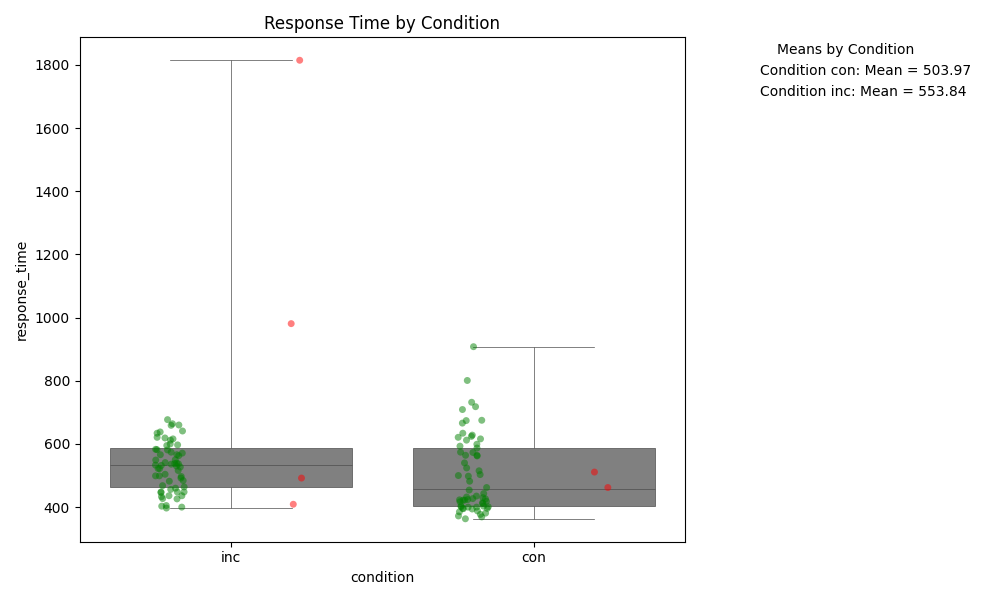 Response Time by Condition
Means by Condition
Condition con: Mean = 503.97
Condition inc: Mean = 553.84
response_time
1800
1600
1400
1200
1000
800
600
400
inc
con
condition